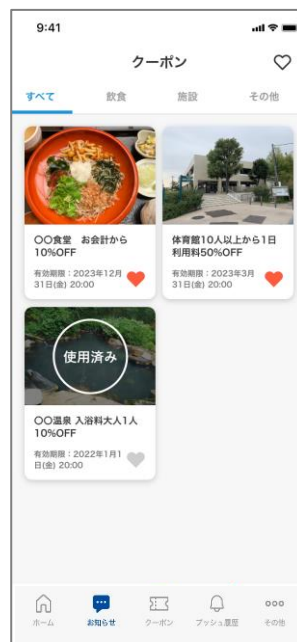 9:41
クーポン
すべて 飲食 施設 その他
〇〇食堂 お会計から
10%OFF
有効期限：2023年12月
31日(金) 20:00
体育館10人以上から1日
利用料50%OFF
有効期限：2023年3月
31日(金) 20:00
使用済み
〇〇温泉 入浴料大人1人
10%OFF
有効期限：2022年1月1
日(金) 20:00
ホーム お知らせ クーポン プッシュ履歴 その他